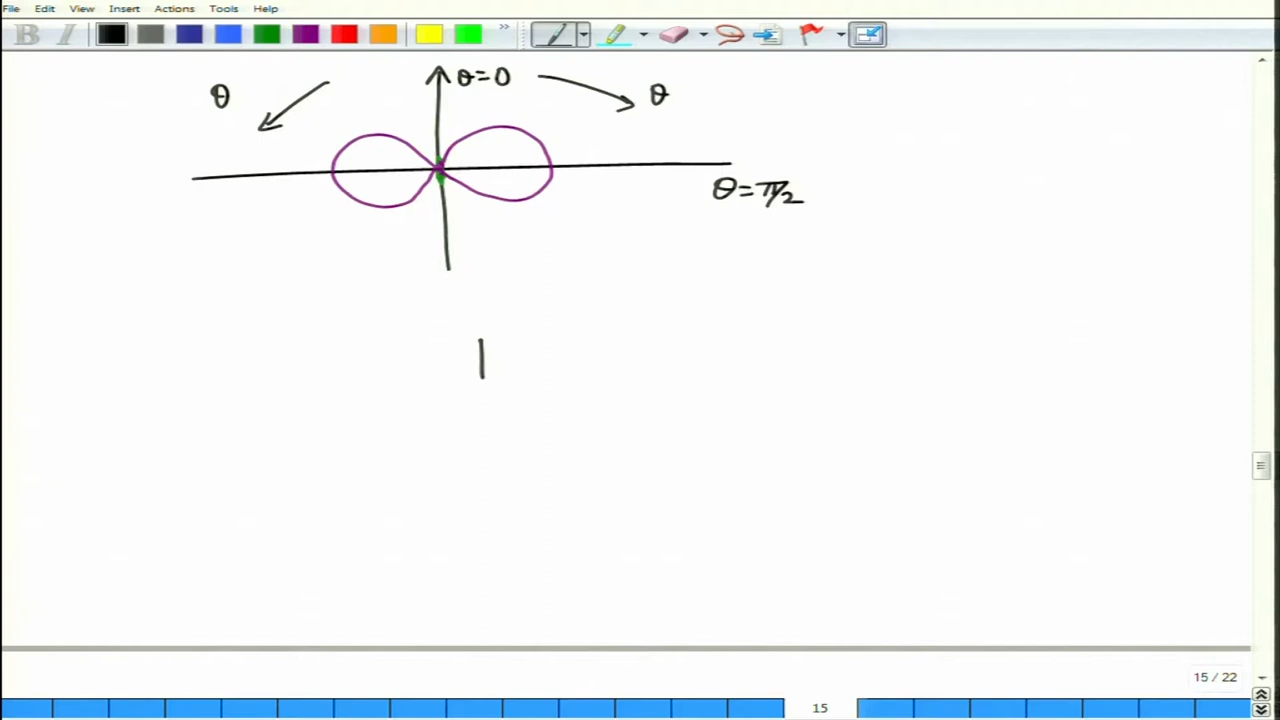 File Edit View Insert Actions Tools Help
B I »
θ θ=0 θ
θ=π/2
15 / 22
15